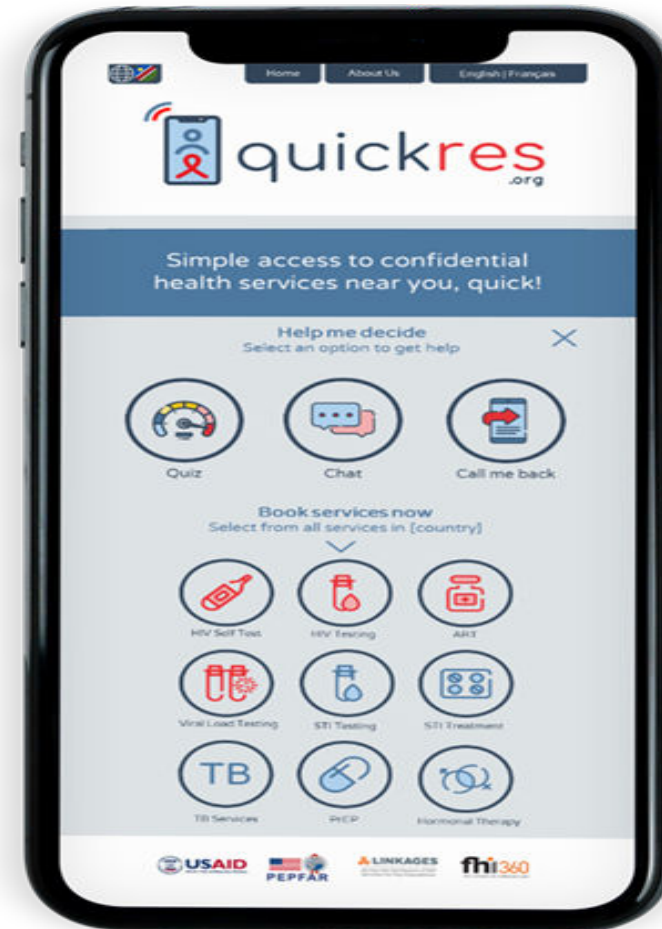 Home About Us English | Français
quickres
.org
Simple access to confidential
health services near you, quick!
Help me decide
Select an option to get help
Quiz Chat Call me back
Book services now
Select from all services in [country]
HIV Self Test HIV Testing ART
Viral Load Testing STI Testing STI Treatment
TB
TB Services PrEP Hormonal Therapy
USAID PEPFAR LINKAGES fhi360